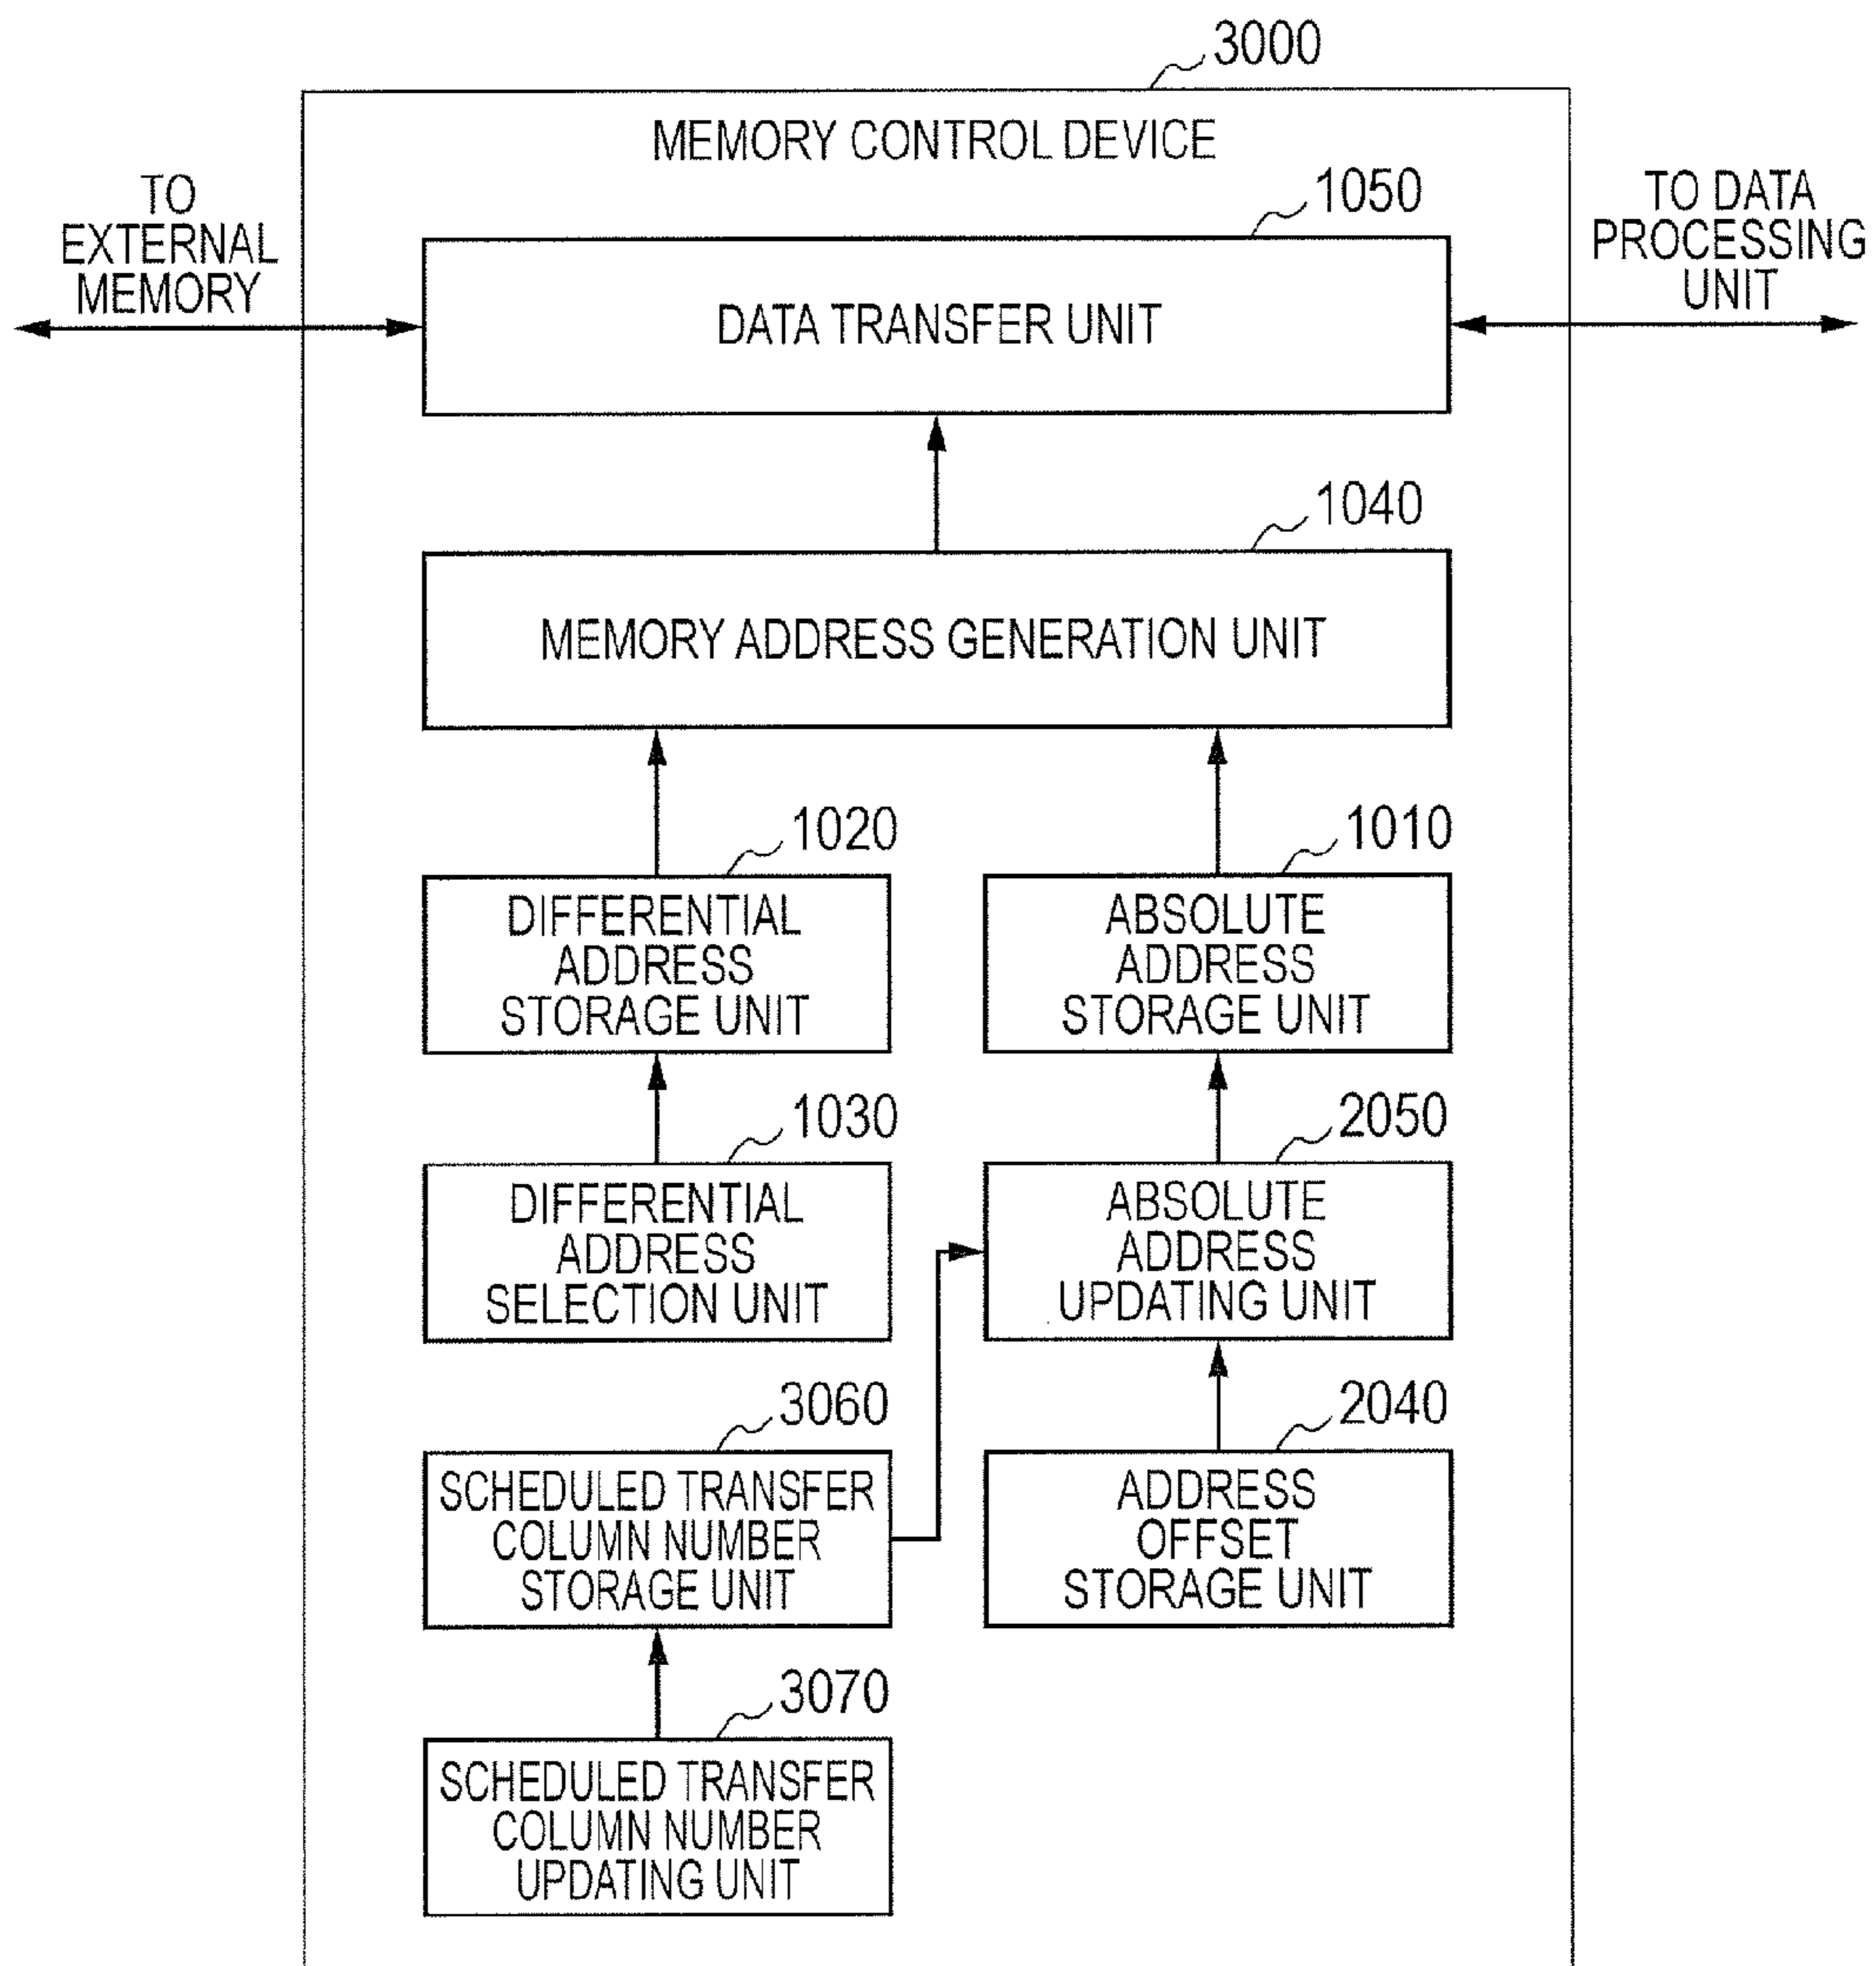 3000
MEMORY CONTROL DEVICE
TO
EXTERNAL
MEMORY
1050
TO DATA
PROCESSING
UNIT
DATA TRANSFER UNIT
1040
MEMORY ADDRESS GENERATION UNIT
1020
DIFFERENTIAL
ADDRESS
STORAGE UNIT
1010
ABSOLUTE
ADDRESS
STORAGE UNIT
1030
DIFFERENTIAL
ADDRESS
SELECTION UNIT
2050
ABSOLUTE
ADDRESS
UPDATING UNIT
3060
SCHEDULED TRANSFER
COLUMN NUMBER
STORAGE UNIT
2040
ADDRESS
OFFSET
STORAGE UNIT
3070
SCHEDULED TRANSFER
COLUMN NUMBER
UPDATING UNIT